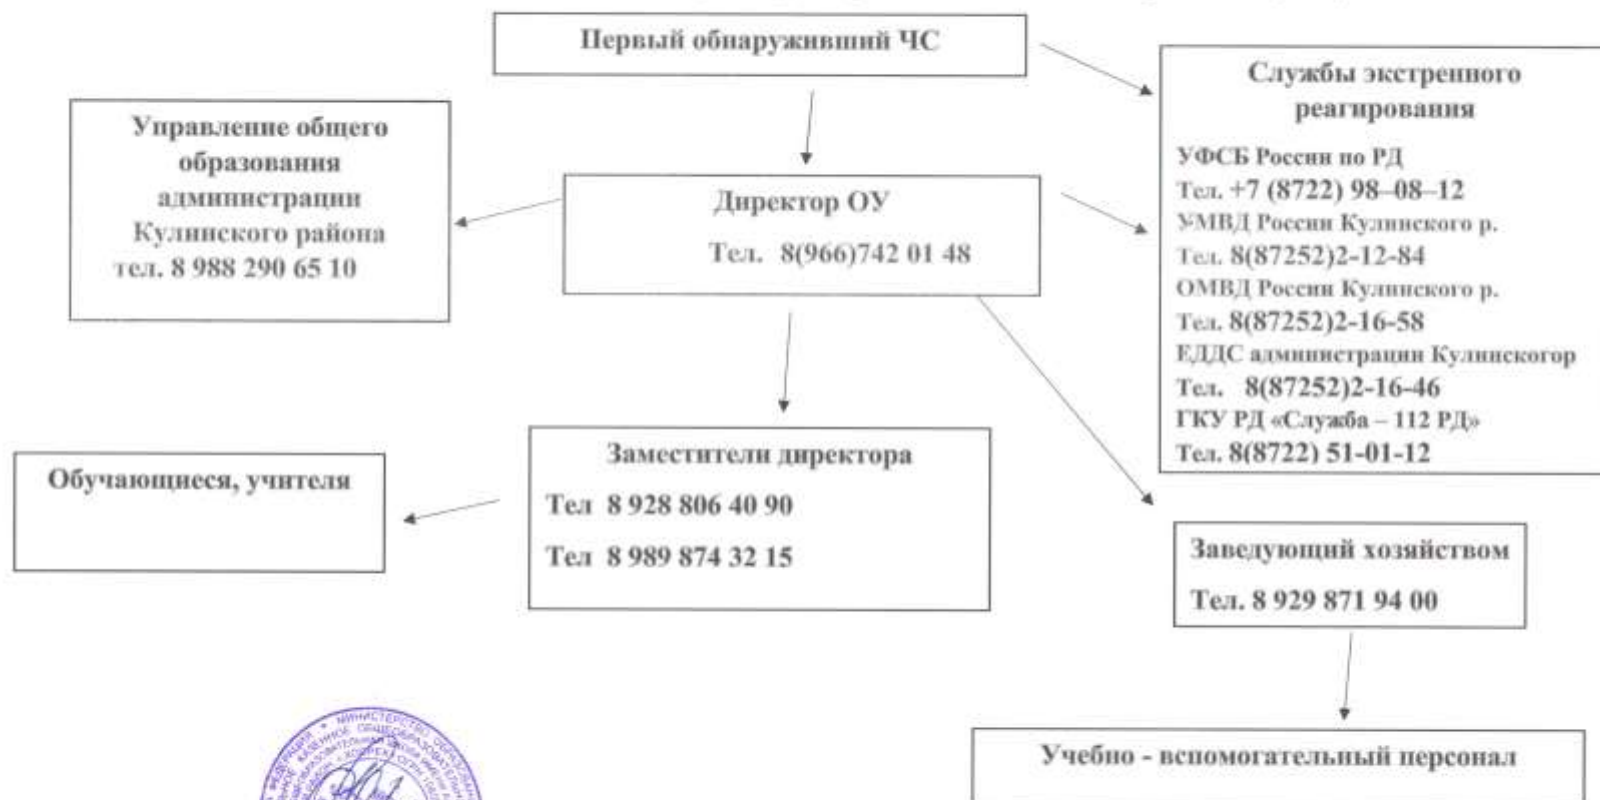 Первый обнаруживший ЧС
Службы экстренного
реагирования
УФСБ России по РД
Тел. +7 (8722) 98–08–12
УМВД России Кулинского р.
Тел. 8(87252)2-12-84
ОМВД России Кулинского р.
Тел. 8(87252)2-16-58
ЕДДС администрации Кулинскогор
Тел. 8(87252)2-16-46
ГКУ РД «Служба – 112 РД»
Тел. 8(8722) 51-01-12
Управление общего
образования
администрации
Кулинского района
тел. 8 988 290 65 10
Директор ОУ
Тел. 8(966)742 01 48
Заместители директора
Тел 8 928 806 40 90
Тел 8 989 874 32 15
Обучающиеся, учителя
Заведующий хозяйством
Тел. 8 929 871 94 00
Учебно - вспомогательный персонал
МИНИСТЕРСТВО